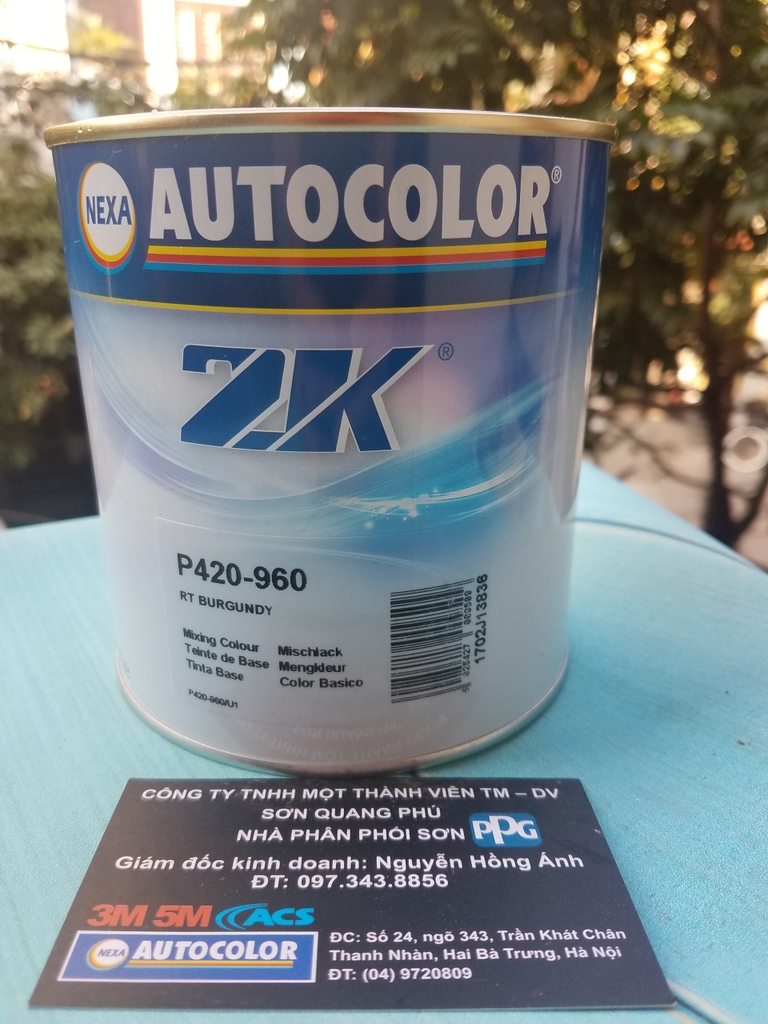 NEXA AUTOCOLOR®
2K®
P420-960
RT BURGUNDY
Mixing Colour Mischlack
Teinte de Base Mengkleur
Tinta Base Color Basico
P420-960/U1
1702J13836
CÔNG TY TNHH MỘT THÀNH VIÊN TM – DV
SƠN QUANG PHÚ
NHÀ PHÂN PHỐI SƠN PPG
Giám đốc kinh doanh: Nguyễn Hồng Ánh
ĐT: 097.343.8856
3M 5M ACS
NEXA AUTOCOLOR
ĐC: Số 24, ngõ 343, Trần Khát Chân
Thanh Nhàn, Hai Bà Trưng, Hà Nội
ĐT: (04) 9720809